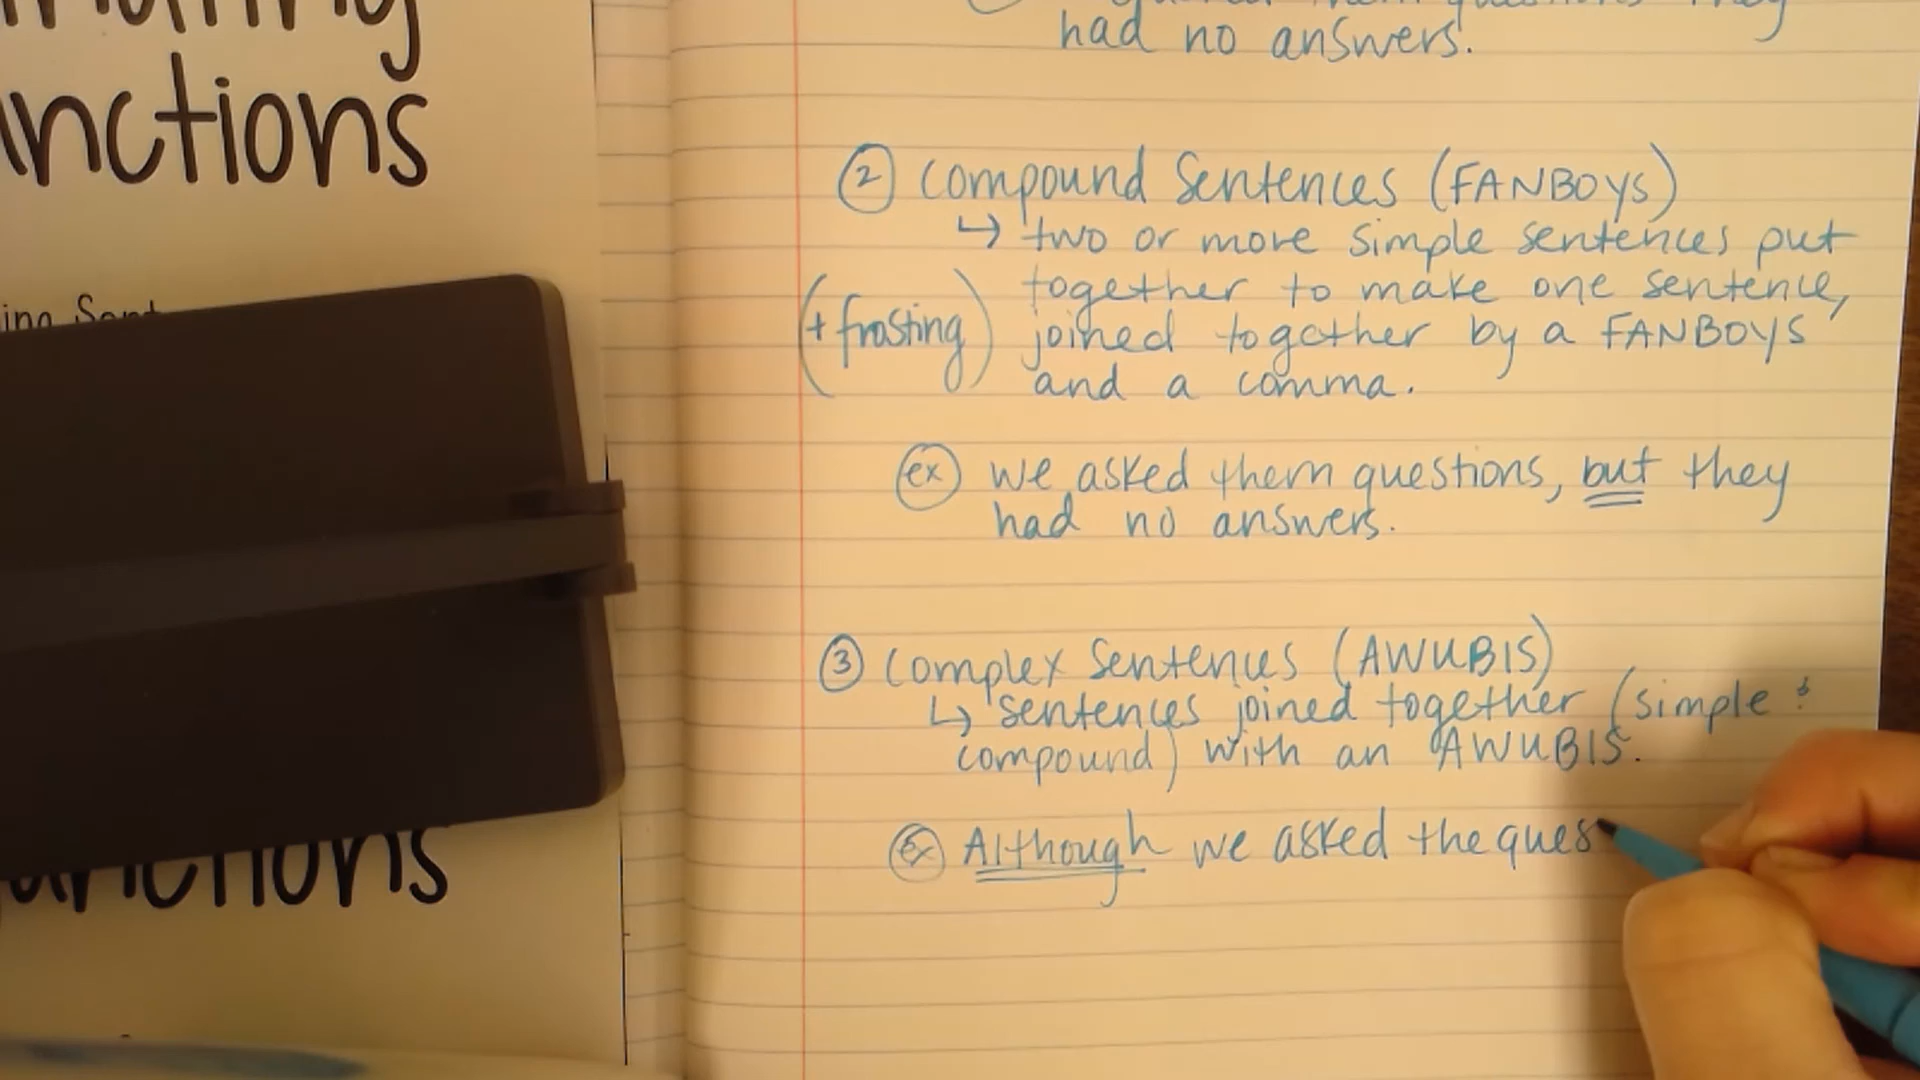 nctions
had no answers.
② Compound Sentences (FANBOYS)
↳ two or more simple sentences put
together to make one sentence,
(+ frosting) joined together by a FANBOYS
and a comma.
ex we asked them questions, but they
had no answers.
③ Complex Sentences (AWUBIS)
↳ sentences joined together (simple &
compound) with an AWUBIS.
Ex Although we asked the ques